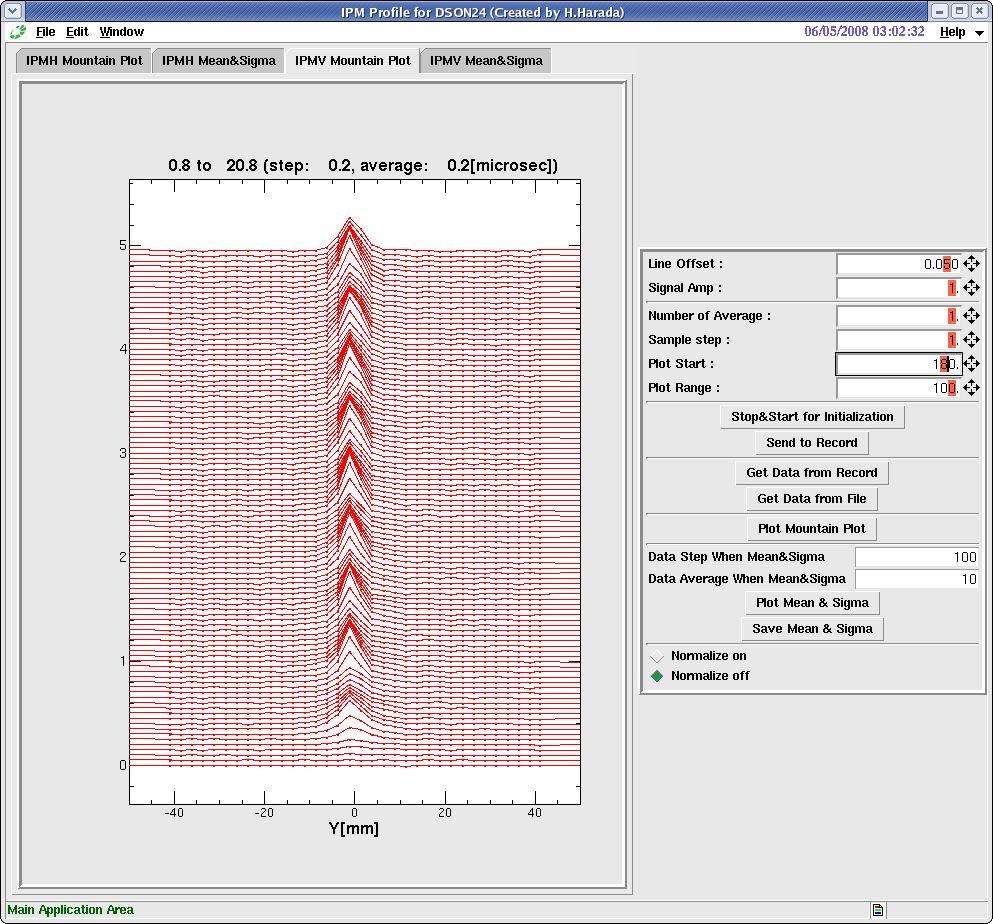 IPM Profile for DSON24 (Created by H.Harada)
File Edit Window 06/05/2008 03:02:32 Help
IPMH Mountain Plot IPMH Mean&Sigma IPMV Mountain Plot IPMV Mean&Sigma
0.8 to 20.8 (step: 0.2, average: 0.2[microsec])
5
4
3
2
1
0
-40 -20 0 20 40
Y[mm]
Line Offset : 0.050
Signal Amp : 1.
Number of Average : 1.
Sample step : 1.
Plot Start : 180.
Plot Range : 100.
Stop&Start for Initialization
Send to Record
Get Data from Record
Get Data from File
Plot Mountain Plot
Data Step When Mean&Sigma 100
Data Average When Mean&Sigma 10
Plot Mean & Sigma
Save Mean & Sigma
Normalize on
Normalize off
Main Application Area